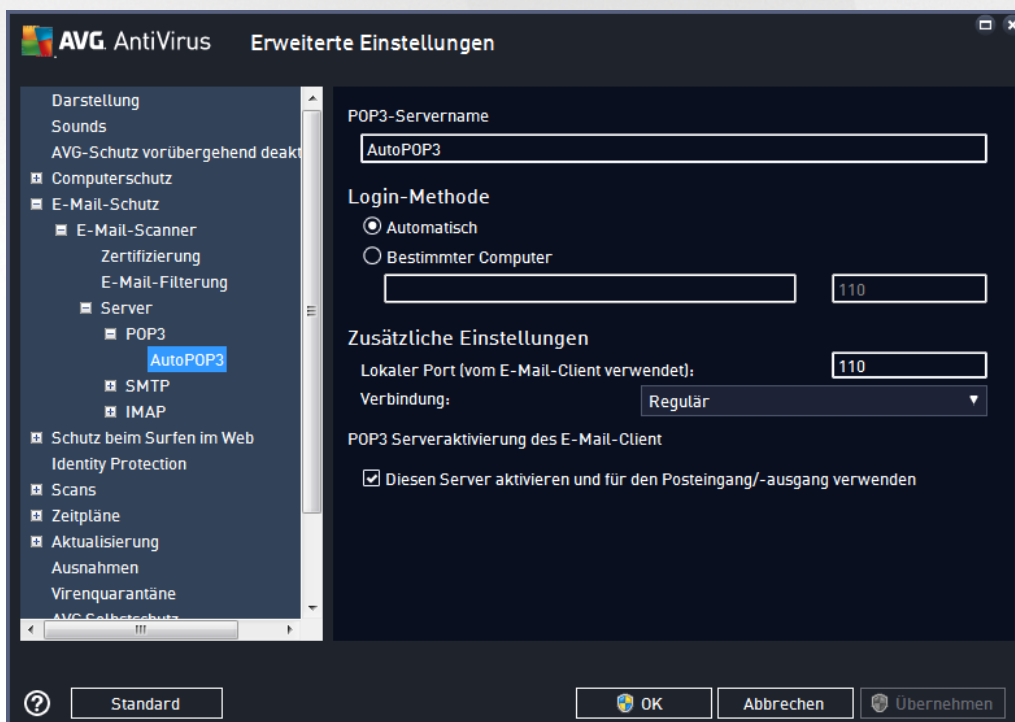 AVG. AntiVirus Erweiterte Einstellungen
Darstellung
Sounds
AVG-Schutz vorübergehend deakt
Computerschutz
E-Mail-Schutz
E-Mail-Scanner
Zertifizierung
E-Mail-Filterung
Server
POP3
AutoPOP3
SMTP
IMAP
Schutz beim Surfen im Web
Identity Protection
Scans
Zeitpläne
Aktualisierung
Ausnahmen
Virenquarantäne
AVG Selbstschutz
POP3-Servername
AutoPOP3
Login-Methode
Automatisch
Bestimmter Computer
110
Zusätzliche Einstellungen
Lokaler Port (vom E-Mail-Client verwendet): 110
Verbindung: Regulär
POP3 Serveraktivierung des E-Mail-Client
Diesen Server aktivieren und für den Posteingang/-ausgang verwenden
Standard OK Abbrechen Übernehmen